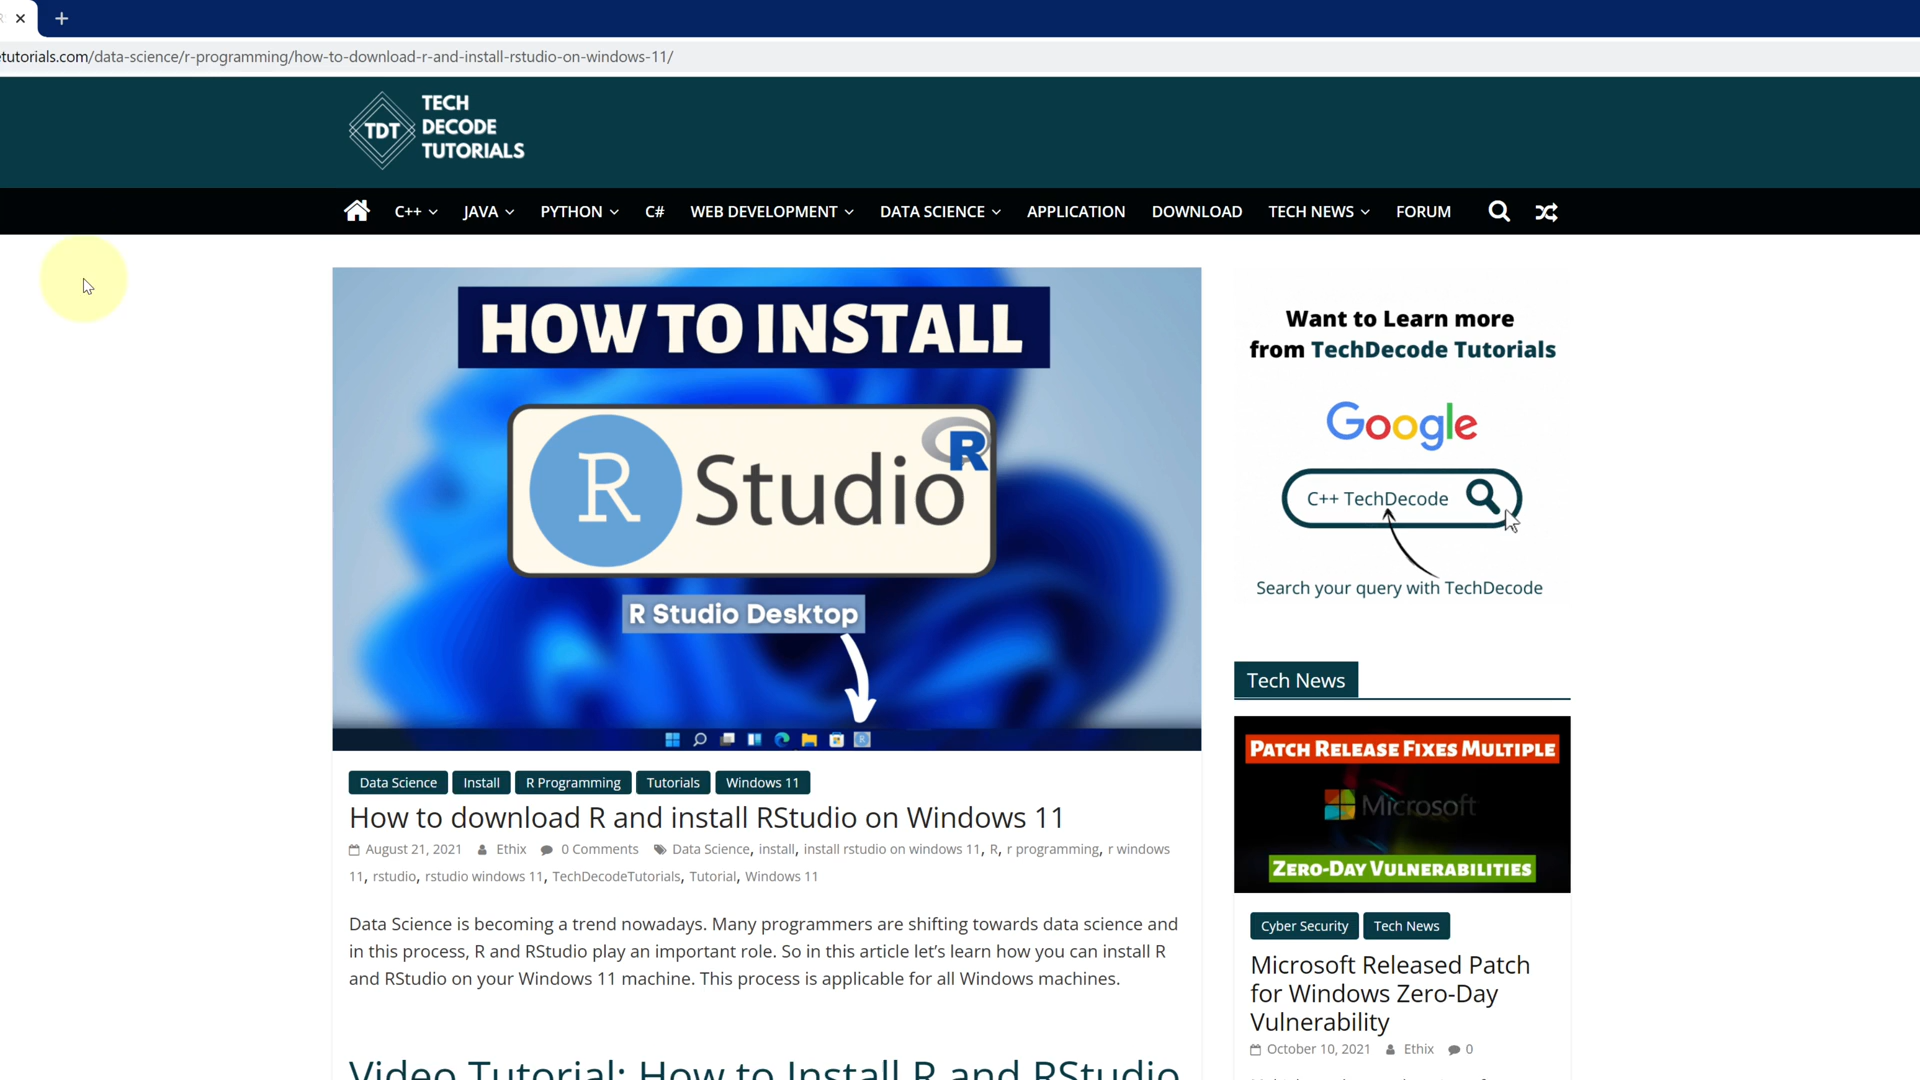 etutorials.com/data-science/r-programming/how-to-download-r-and-install-rstudio-on-windows-11/
TDT
TECH
DECODE
TUTORIALS
C++ JAVA PYTHON C# WEB DEVELOPMENT DATA SCIENCE APPLICATION DOWNLOAD TECH NEWS FORUM
HOW TO INSTALL
R Studio R
R Studio Desktop
Data Science Install R Programming Tutorials Windows 11
How to download R and install RStudio on Windows 11
August 21, 2021 Ethix 0 Comments Data Science, install, install rstudio on windows 11, R, r programming, r windows
11, rstudio, rstudio windows 11, TechDecodeTutorials, Tutorial, Windows 11
Data Science is becoming a trend nowadays. Many programmers are shifting towards data science and
in this process, R and RStudio play an important role. So in this article let’s learn how you can install R
and RStudio on your Windows 11 machine. This process is applicable for all Windows machines.
Video Tutorial: How to Install R and RStudio
Want to Learn more
from TechDecode Tutorials
Google
C++ TechDecode
Search your query with TechDecode
Tech News
PATCH RELEASE FIXES MULTIPLE
Microsoft
ZERO-DAY VULNERABILITIES
Cyber Security Tech News
Microsoft Released Patch
for Windows Zero-Day
Vulnerability
October 10, 2021 Ethix 0